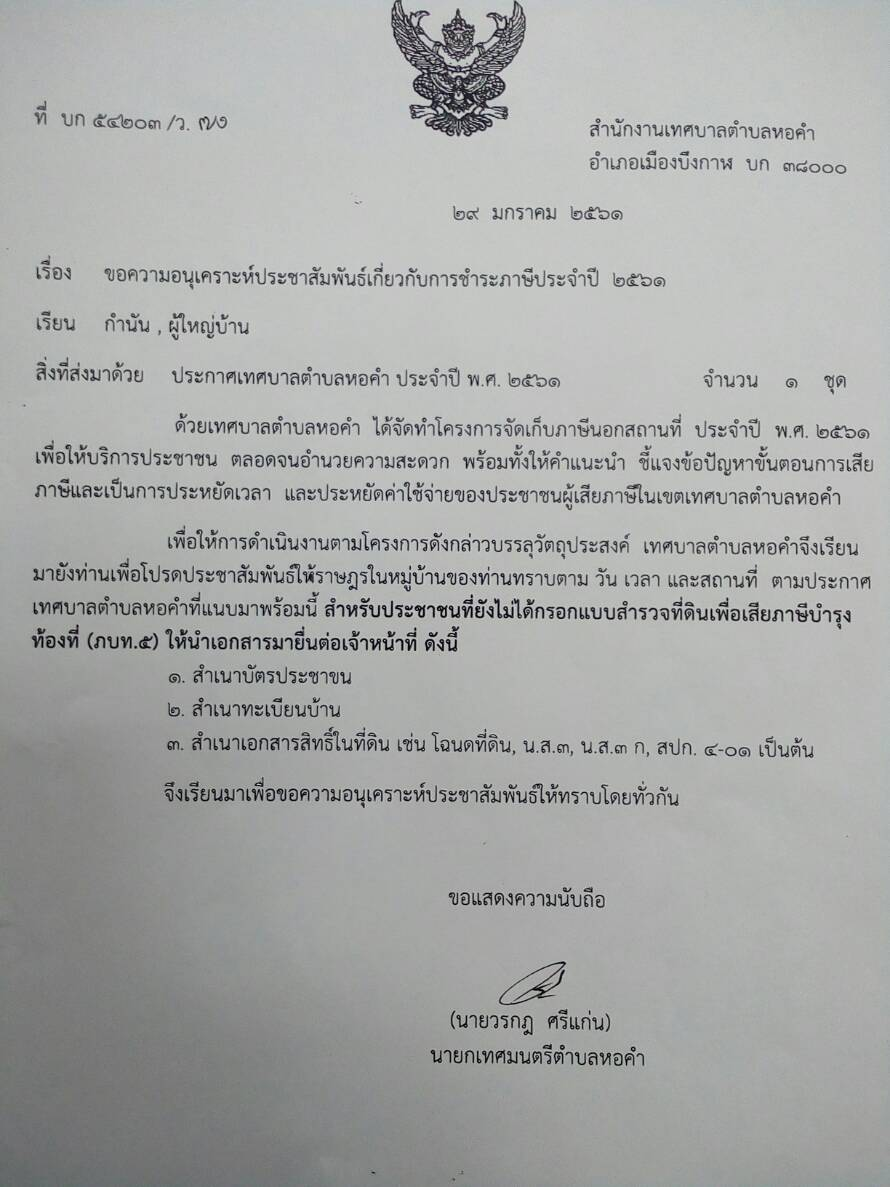 ที่ บก ๕๔๒๐๓/ว. ๗๐
สำนักงานเทศบาลตำบลหอคำ
อำเภอเมืองบึงกาฬ บก ๓๘๐๐๐
๒๙ มกราคม ๒๕๖๑
เรื่อง ขอความอนุเคราะห์ประชาสัมพันธ์เกี่ยวกับการชำระภาษีประจำปี ๒๕๖๑
เรียน กำนัน , ผู้ใหญ่บ้าน
สิ่งที่ส่งมาด้วย ประกาศเทศบาลตำบลหอคำ ประจำปี พ.ศ. ๒๕๖๑ จำนวน ๑ ชุด
ด้วยเทศบาลตำบลหอคำ ได้จัดทำโครงการจัดเก็บภาษีนอกสถานที่ ประจำปี พ.ศ. ๒๕๖๑
เพื่อให้บริการประชาชน ตลอดจนอำนวยความสะดวก พร้อมทั้งให้คำแนะนำ ชี้แจงข้อปัญหาขั้นตอนการเสีย
ภาษีและเป็นการประหยัดเวลา และประหยัดค่าใช้จ่ายของประชาชนผู้เสียภาษีในเขตเทศบาลตำบลหอคำ
เพื่อให้การดำเนินงานตามโครงการดังกล่าวบรรลุวัตถุประสงค์ เทศบาลตำบลหอคำจึงเรียน
มายังท่านเพื่อโปรดประชาสัมพันธ์ให้ราษฎรในหมู่บ้านของท่านทราบตาม วัน เวลา และสถานที่ ตามประกาศ
เทศบาลตำบลหอคำที่แนบมาพร้อมนี้ สำหรับประชาชนที่ยังไม่ได้กรอกแบบสำรวจที่ดินเพื่อเสียภาษีบำรุง
ท้องที่ (ภบท.๕) ให้นำเอกสารมายื่นต่อเจ้าหน้าที่ ดังนี้
๑. สำเนาบัตรประชาขน
๒. สำเนาทะเบียนบ้าน
๓. สำเนาเอกสารสิทธิ์ในที่ดิน เช่น โฉนดที่ดิน, น.ส.๓, น.ส.๓ ก, สปก. ๔-๐๑ เป็นต้น
จึงเรียนมาเพื่อขอความอนุเคราะห์ประชาสัมพันธ์ให้ทราบโดยทั่วกัน
ขอแสดงความนับถือ
(นายวรกฎ ศรีแก่น)
นายกเทศมนตรีตำบลหอคำ